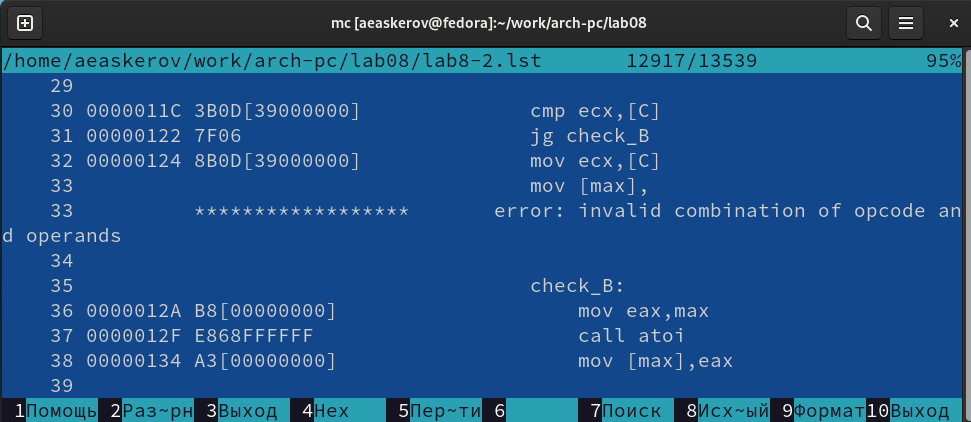 mc [aeaskerov@fedora]:~/work/arch-pc/lab08
/home/aeaskerov/work/arch-pc/lab08/lab8-2.lst 12917/13539 95%
29
30 0000011C 3B0D[39000000] cmp ecx,[C]
31 00000122 7F06 jg check_B
32 00000124 8B0D[39000000] mov ecx,[C]
33 mov [max],
33 ****************** error: invalid combination of opcode an
d operands
34
35 check_B:
36 0000012A B8[00000000] mov eax,max
37 0000012F E868FFFFFF call atoi
38 00000134 A3[00000000] mov [max],eax
39
1Помощь 2Раз~рн 3Выход 4Hex 5Пер~ти 6 7Поиск 8Исх~ый 9Формат 10Выход